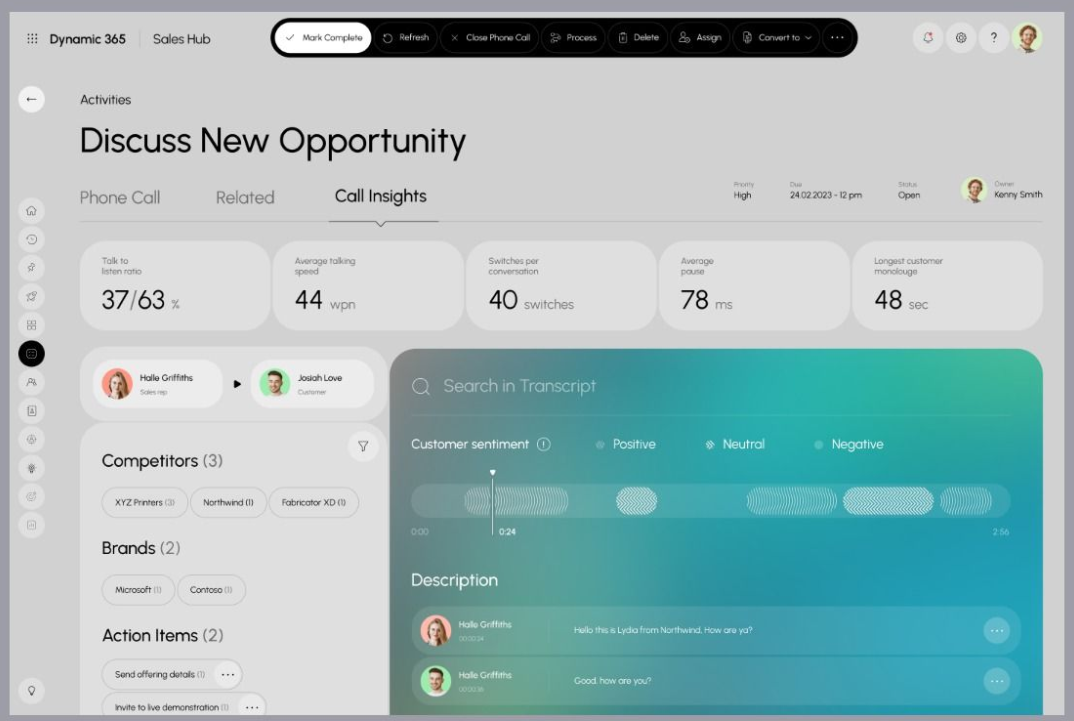 Dynamic 365
Sales Hub
Mark Complete
Refresh
Close Phone Call
Process
Delete
Assign
Convert to
Activities
Discuss New Opportunity
Phone Call
Related
Call Insights
Priority
High
Due
24.02.2023 - 12 pm
Status
Open
Owner
Kenny Smith
Talk to
listen ratio
37/63 %
Average talking
speed
44 wpn
Switches per
conversation
40 switches
Average
pause
78 ms
Longest customer
monolouge
48 sec
Halle Griffiths
Sales rep
Josiah Love
Customer
Search in Transcript
Customer sentiment
Positive
Neutral
Negative
0:00
0:24
2:56
Competitors (3)
XYZ Printers (3)
Northwind (1)
Fabricator XD (1)
Brands (2)
Microsoft (1)
Contoso (1)
Action Items (2)
Send offering details (1)
Invite to live demonstration (1)
Description
Halle Griffiths
Hello this is Lydia from Northwind, How are ya?
Halle Griffiths
Good, how are you?